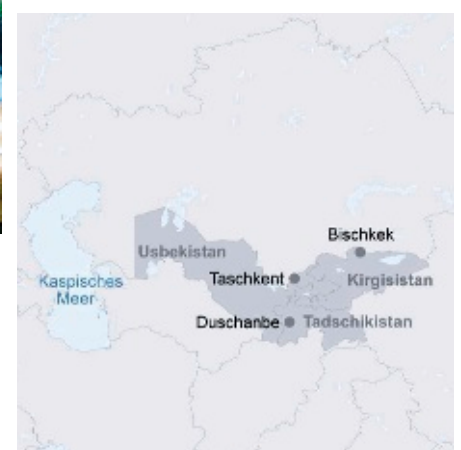 Bischkek
Usbekistan
Taschkent
Kirgisistan
Kaspisches
Meer
Duschanbe
Tadschikistan